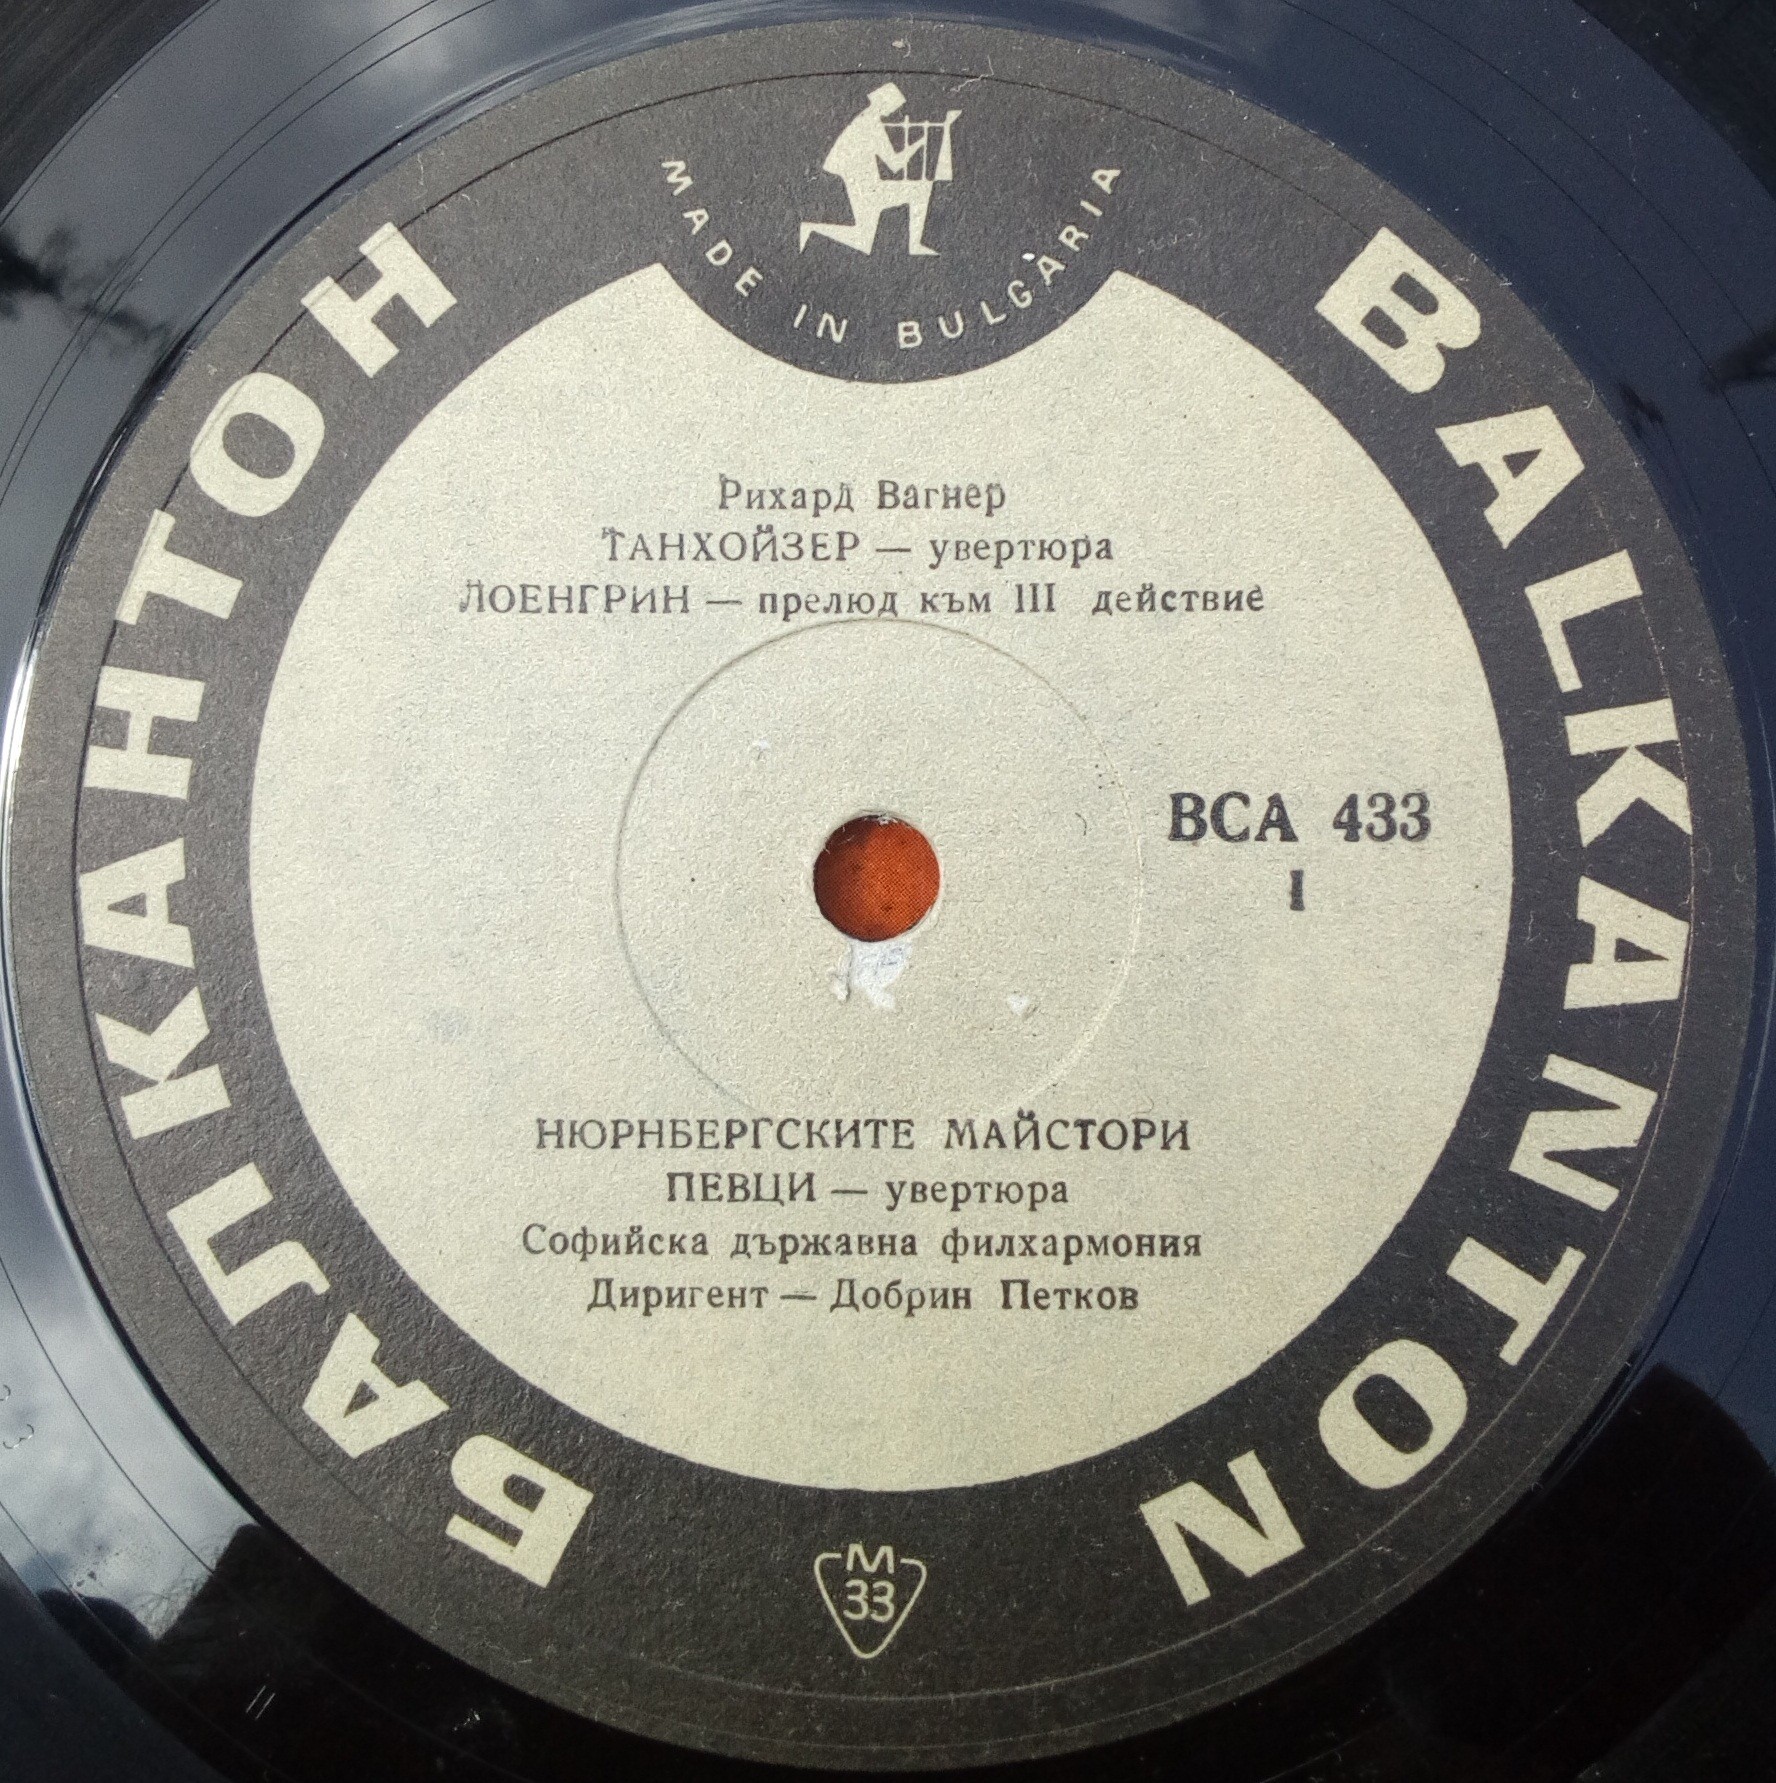 MADE IN BULGARIA
БАЛКАНТОН
BALKANTON
Рихард Вагнер
ТАНХОЙЗЕР — увертюра
ЛОЕНГРИН — прелюд към III действие
ВСА 433
I
НЮРНБЕРГСКИТЕ МАЙСТОРИ
ПЕВЦИ — увертюра
Софийска държавна филхармония
Диригент — Добрин Петков
М
33